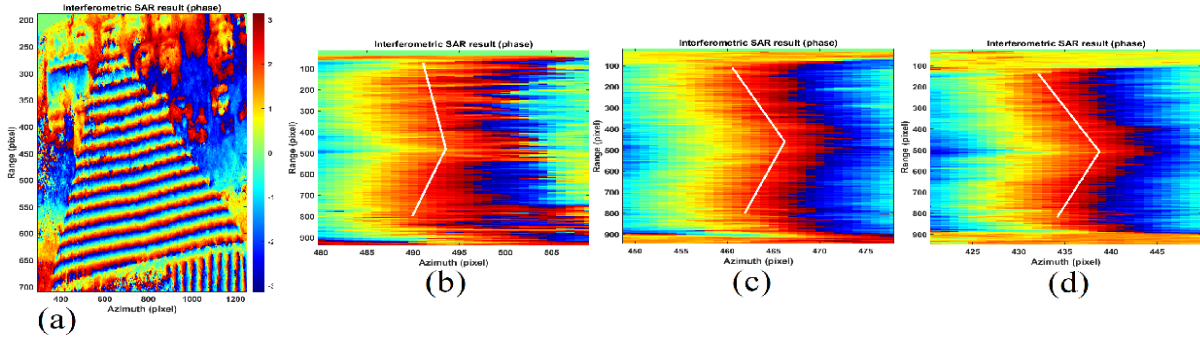 Interferometric SAR result (phase)
200
250
300
350
400
450
500
550
600
650
700
Range (pixel)
400 600 800 1000 1200
Azimuth (pixel)
3
2
1
0
-1
-2
-3
(a)
Interferometric SAR result (phase)
100
200
300
400
500
600
700
800
900
Range (pixel)
480 485 490 495 500 505
Azimuth (pixel)
(b)
Interferometric SAR result (phase)
100
200
300
400
500
600
700
800
900
Range (pixel)
450 455 460 465 470 475
Azimuth (pixel)
(c)
Interferometric SAR result (phase)
100
200
300
400
500
600
700
800
900
Range (pixel)
425 430 435 440 445
Azimuth (pixel)
(d)